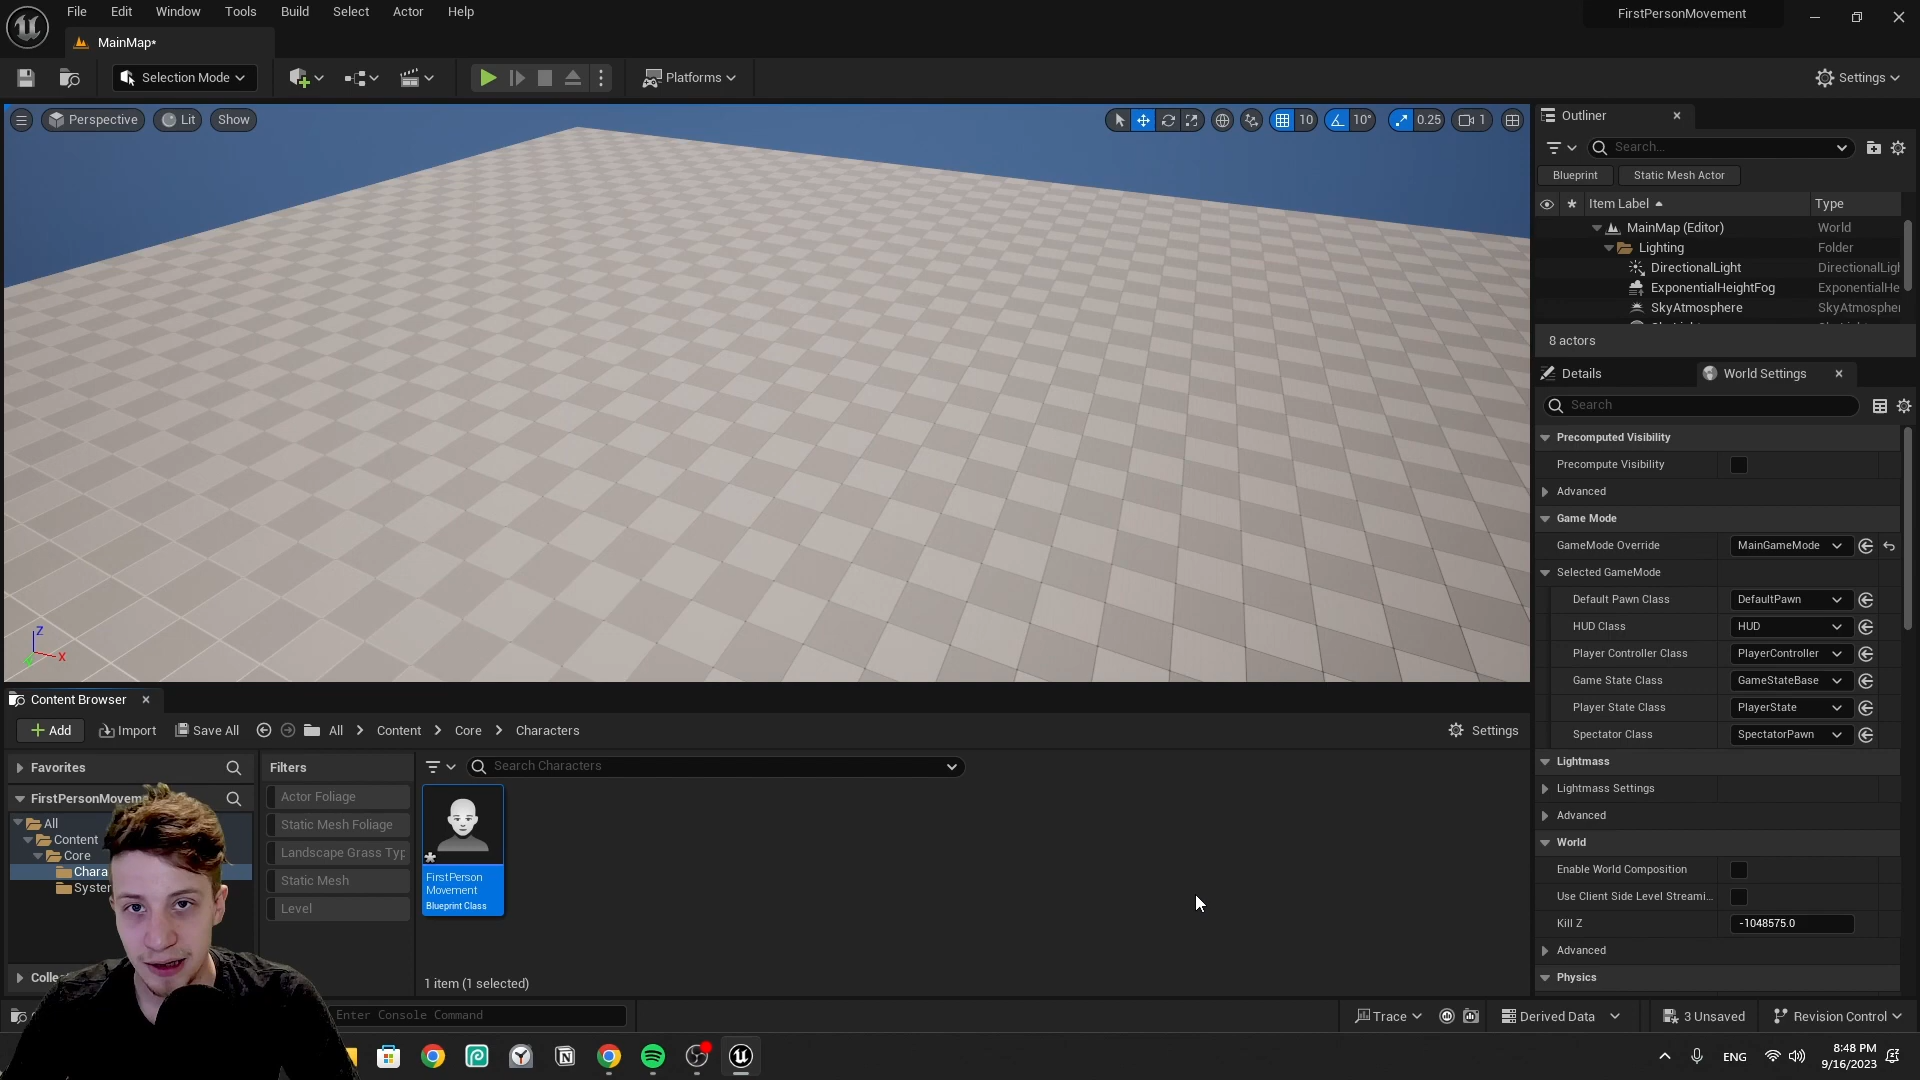 File Edit Window Tools Build Select Actor Help
FirstPersonMovement
MainMap*
Selection Mode
Platforms
Settings
Perspective
Lit
Show
10
10°
0.25
1
Z
X
Outliner
Search...
Blueprint
Static Mesh Actor
Item Label
Type
MainMap (Editor)
World
Lighting
Folder
DirectionalLight
DirectionalLigh
ExponentialHeightFog
ExponentialHe
SkyAtmosphere
SkyAtmospher
8 actors
Details
World Settings
Search
Precomputed Visibility
Precompute Visibility
Advanced
Game Mode
GameMode Override
MainGameMode
Selected GameMode
Default Pawn Class
DefaultPawn
HUD Class
HUD
Player Controller Class
PlayerController
Game State Class
GameStateBase
Player State Class
PlayerState
Spectator Class
SpectatorPawn
Lightmass
Lightmass Settings
Advanced
World
Enable World Composition
Use Client Side Level Streami...
Kill Z
-1048575.0
Advanced
Physics
Content Browser
Add
Import
Save All
All
Content
Core
Characters
Settings
Favorites
FirstPersonMovem
All
Content
Core
Chara
System
Collec
Filters
Actor Foliage
Static Mesh Foliage
Landscape Grass Typ
Static Mesh
Level
Search Characters
FirstPerson
Movement
Blueprint Class
1 item (1 selected)
Enter Console Command
Trace
Derived Data
3 Unsaved
Revision Control
ENG
8:48 PM
9/16/2023